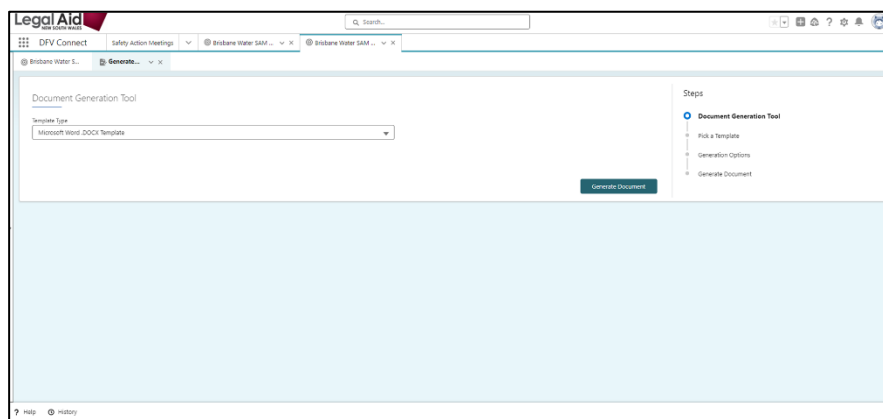 Legal Aid
NEW SOUTH WALES
Search...
DFV Connect
Safety Action Meetings
Brisbane Water SAM ...
Brisbane Water SAM ...
Brisbane Water S...
Generate...
Document Generation Tool
Template Type
Microsoft Word .DOCX Template
Generate Document
Steps
Document Generation Tool
Pick a Template
Generation Options
Generate Document
? Help
History